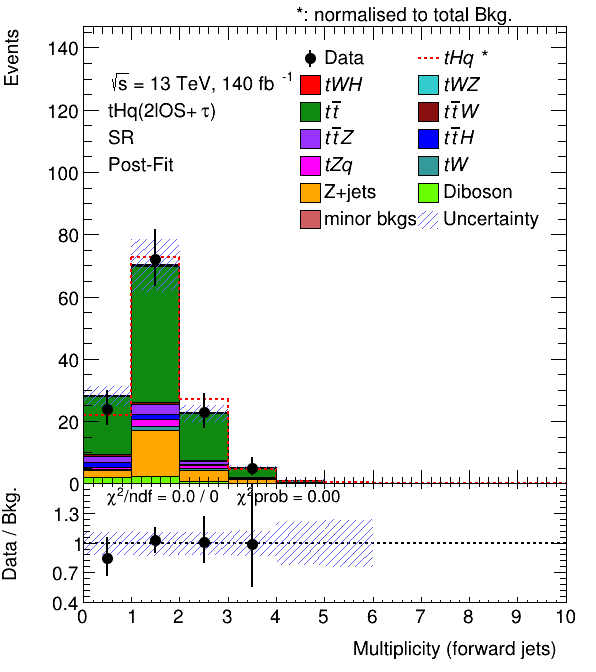 *: normalised to total Bkg.
Events
140
120
100
80
60
40
20
0
√s = 13 TeV, 140 fb⁻¹
tHq(2lOS+ τ)
SR
Post-Fit
Data
tHq *
tWH
tWZ
tt̅
tt̅W
tt̅Z
tt̅H
tZq
tW
Z+jets
Diboson
minor bkgs
Uncertainty
χ²/ndf = 0.0 / 0 χ²prob = 0.00
Data / Bkg.
1.3
1
0.7
0.4
0 1 2 3 4 5 6 7 8 9 10
Multiplicity (forward jets)